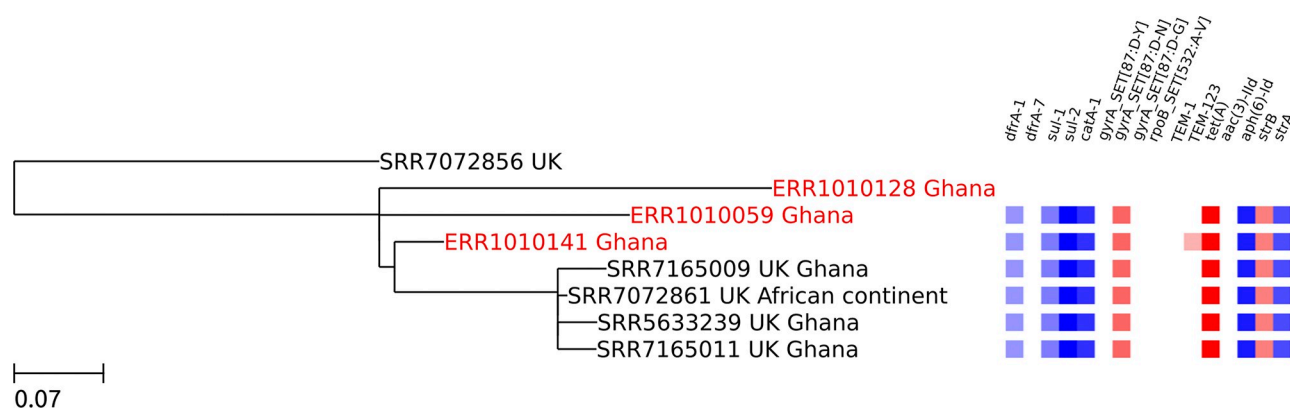 dfrA-1
dfrA-7
sul-1
sul-2
catA-1
gyrA_SET[87:D-Y]
gyrA_SET[87:D-N]
gyrA_SET[87:D-G]
rpoB_SET[532:A-V]
TEM-1
TEM-123
tet(A)
aac(3)-IId
aph(6)-Id
strB
strA
SRR7072856 UK
ERR1010128 Ghana
ERR1010059 Ghana
ERR1010141 Ghana
SRR7165009 UK Ghana
SRR7072861 UK African continent
SRR5633239 UK Ghana
SRR7165011 UK Ghana
0.07